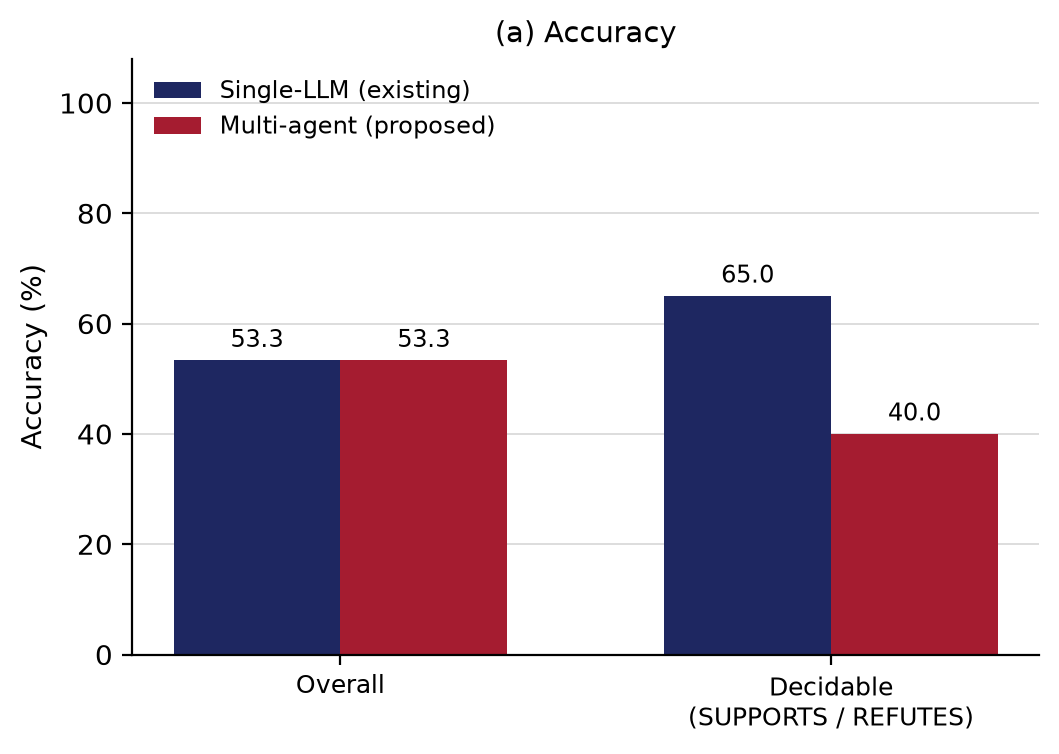 (a) Accuracy
Single-LLM (existing)
Multi-agent (proposed)
Accuracy (%)
100
80
60
40
20
0
53.3
53.3
65.0
40.0
Overall
Decidable
(SUPPORTS / REFUTES)